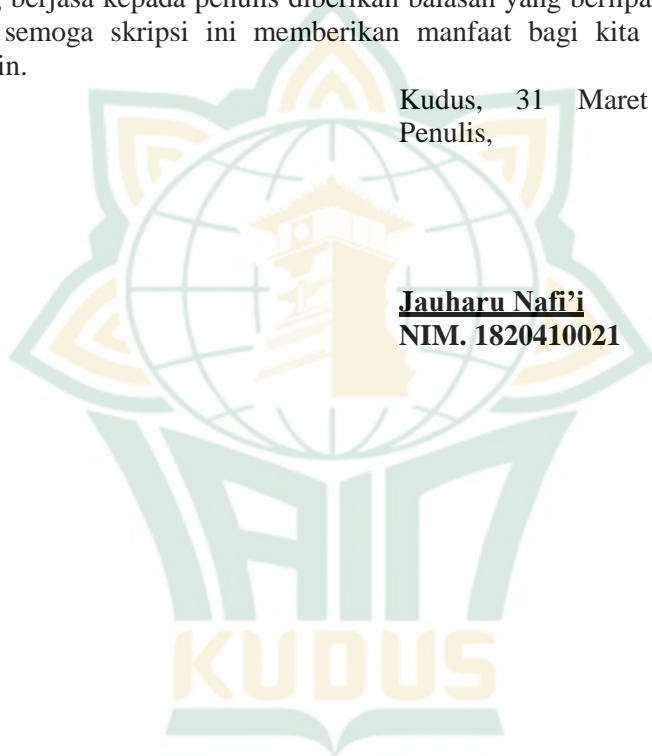 berjasa kepada penulis diberikan balasan yang
semoga skripsi ini memberikan manfaat bagi kita
in.
Kudus, 31 Maret
Penulis,
Jauharu Nafi'i
NIM. 1820410021
IAIN
KUDUS